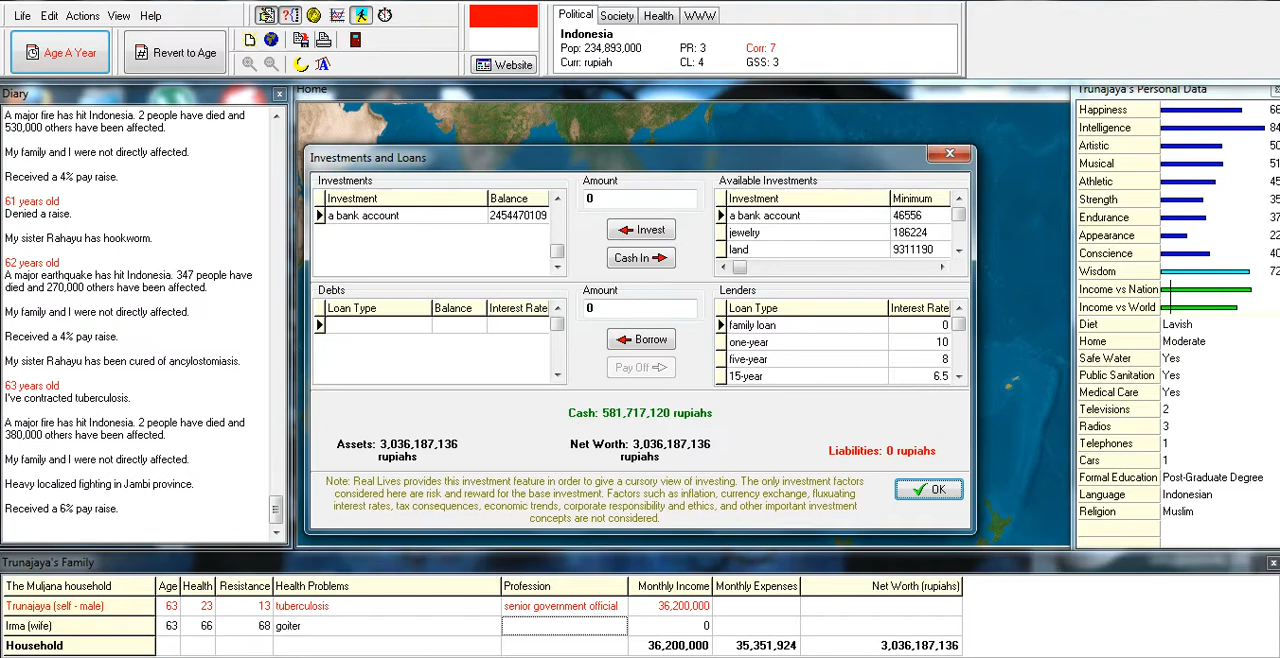 Life Edit Actions View Help
Age A Year
Revert to Age
Website
Political Society Health WWW
Indonesia
Pop: 234,893,000 PR: 3 Corr: 7
Curr: rupiah CL: 4 GSS: 3
Diary
A major fire has hit Indonesia. 2 people have died and
530,000 others have been affected.
My family and I were not directly affected.
Received a 4% pay raise.
61 years old
Denied a raise.
My sister Rahayu has hookworm.
62 years old
A major earthquake has hit Indonesia. 347 people have
died and 270,000 others have been affected.
My family and I were not directly affected.
Received a 4% pay raise.
My sister Rahayu has been cured of ancylostomiasis.
63 years old
I've contracted tuberculosis.
A major fire has hit Indonesia. 2 people have died and
380,000 others have been affected.
My family and I were not directly affected.
Heavy localized fighting in Jambi province.
Received a 6% pay raise.
Home
Investments and Loans
Investments
Investment Balance
a bank account 2454470109
Amount
0
Invest
Cash In
Available Investments
Investment Minimum
a bank account 46556
jewelry 186224
land 9311190
Debts
Loan Type Balance Interest Rate
Amount
0
Borrow
Pay Off
Lenders
Loan Type Interest Rate
family loan 0
one-year 10
five-year 8
15-year 6.5
Cash: 581,717,120 rupiahs
Assets: 3,036,187,136
rupiahs
Net Worth: 3,036,187,136
rupiahs
Liabilities: 0 rupiahs
Note: Real Lives provides this investment feature in order to give a cursory view of investing. The only investment factors
considered here are risk and reward for the base investment. Factors such as inflation, currency exchange, fluxuating
interest rates, tax consequences, economic trends, corporate responsibility and ethics, and other important investment
concepts are not considered.
OK
Trunajaya's Personal Data
Happiness 66
Intelligence 84
Artistic 50
Musical 51
Athletic 45
Strength 35
Endurance 37
Appearance 22
Conscience 40
Wisdom 72
Income vs Nation
Income vs World
Diet Lavish
Home Moderate
Safe Water Yes
Public Sanitation Yes
Medical Care Yes
Televisions 2
Radios 3
Telephones 1
Cars 1
Formal Education Post-Graduate Degree
Language Indonesian
Religion Muslim
Trunajaya's Family
The Muljana household Age Health Resistance Health Problems Profession Monthly Income Monthly Expenses Net Worth (rupiahs)
Trunajaya (self - male) 63 23 13 tuberculosis senior government official 36,200,000
Irma (wife) 63 66 68 goiter 0
Household 36,200,000 35,351,924 3,036,187,136